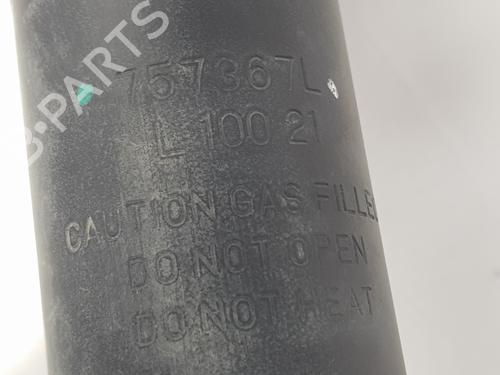 757367L
L 100 21
CAUTION GAS FILLE
DO NOT OPEN
DO NOT HEAT
B-PARTS